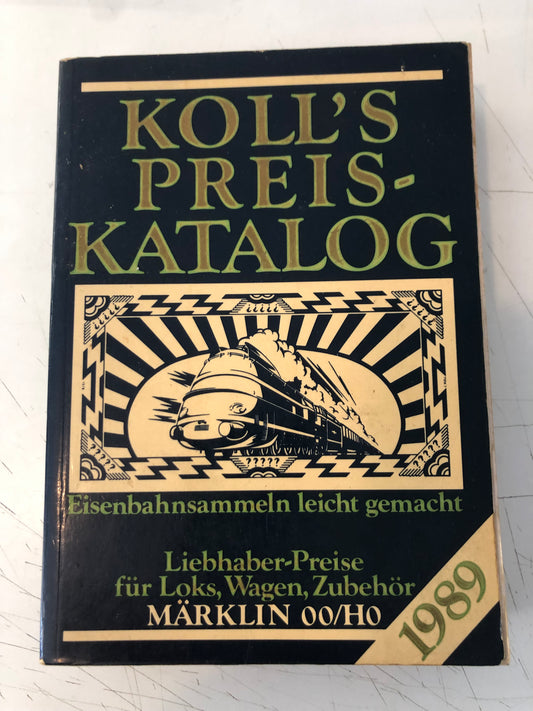 KOLL'S
PREIS-
KATALOG
?????
?????
Eisenbahnsammeln leicht gemacht
Liebhaber-Preise
für Loks, Wagen, Zubehör
MÄRKLIN 00/H0
1989